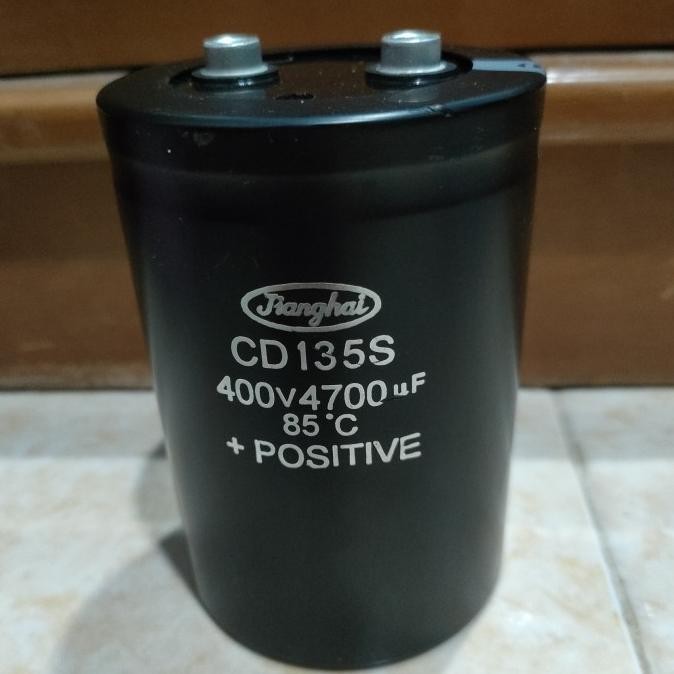 Jianghai
CD135S
400V4700uF
85°C
+ POSITIVE